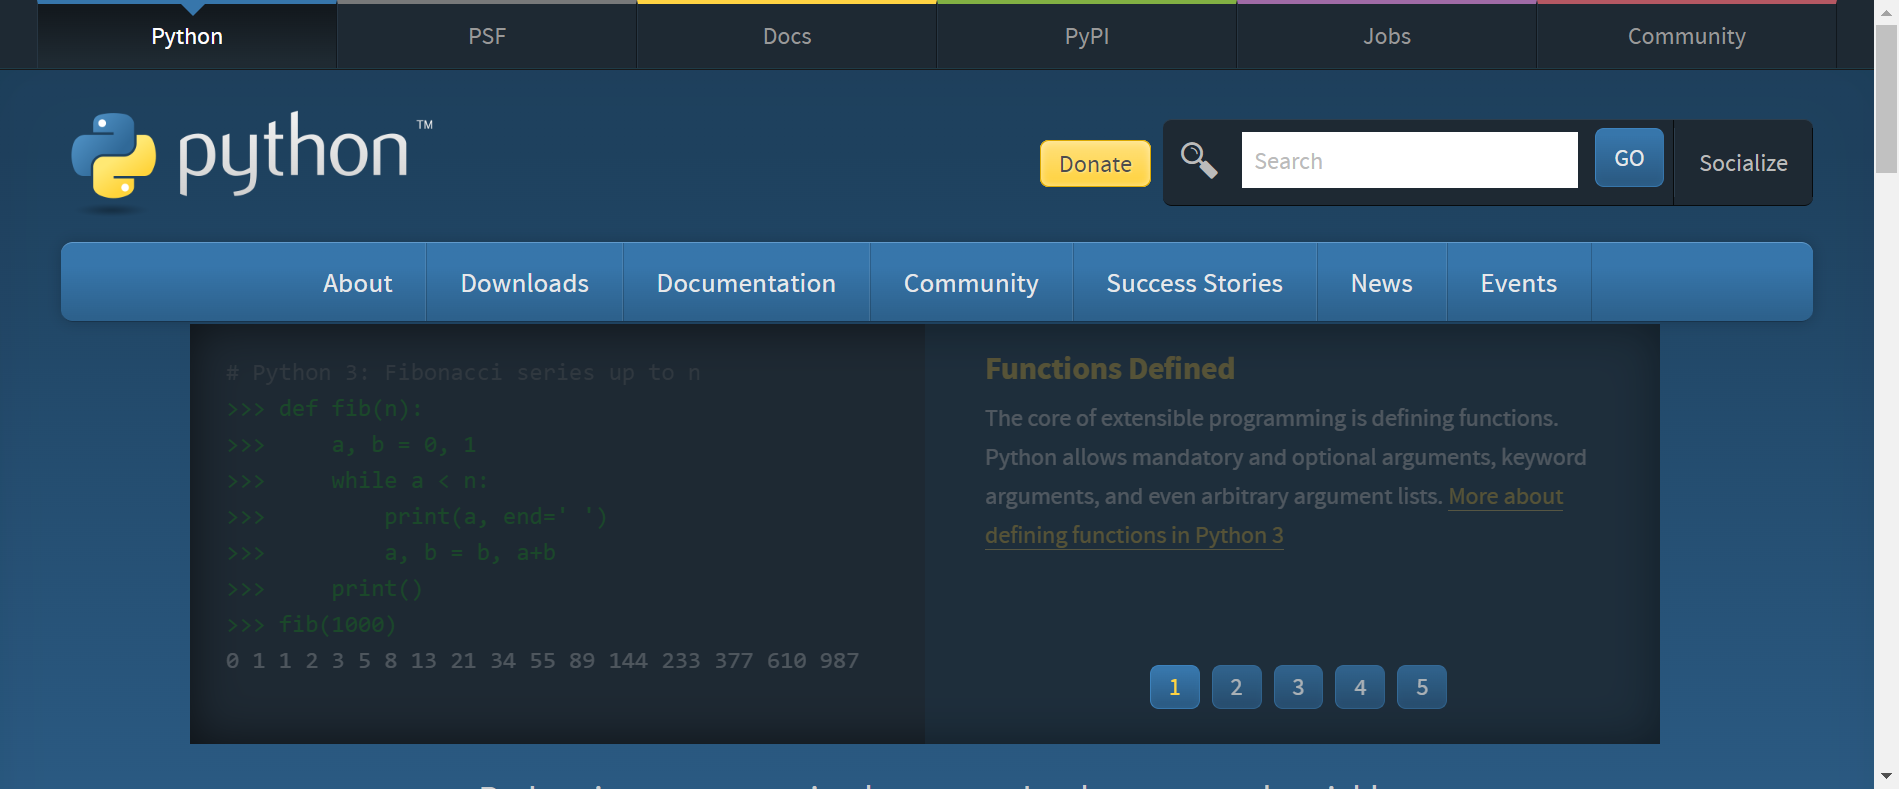 Python PSF Docs PyPI Jobs Community
python™
Donate Search GO Socialize
About Downloads Documentation Community Success Stories News Events
# Python 3: Fibonacci series up to n
>>> def fib(n):
>>>     a, b = 0, 1
>>>     while a < n:
>>>         print(a, end=' ')
>>>         a, b = b, a+b
>>>     print()
>>> fib(1000)
0 1 1 2 3 5 8 13 21 34 55 89 144 233 377 610 987
Functions Defined
The core of extensible programming is defining functions.
Python allows mandatory and optional arguments, keyword
arguments, and even arbitrary argument lists. More about
defining functions in Python 3
1 2 3 4 5